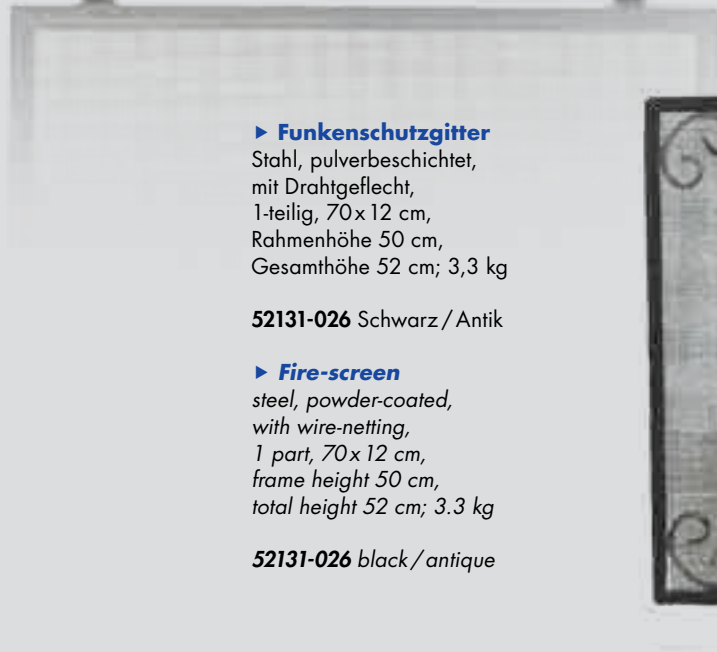 ▶ Funkenschutzgitter
Stahl, pulverbeschichtet,
mit Drahtgeflecht,
1-teilig, 70 x 12 cm,
Rahmenhöhe 50 cm,
Gesamthöhe 52 cm; 3,3 kg
52131-026 Schwarz / Antik
▶ Fire-screen
steel, powder-coated,
with wire-netting,
1 part, 70 x 12 cm,
frame height 50 cm,
total height 52 cm; 3.3 kg
52131-026 black / antique